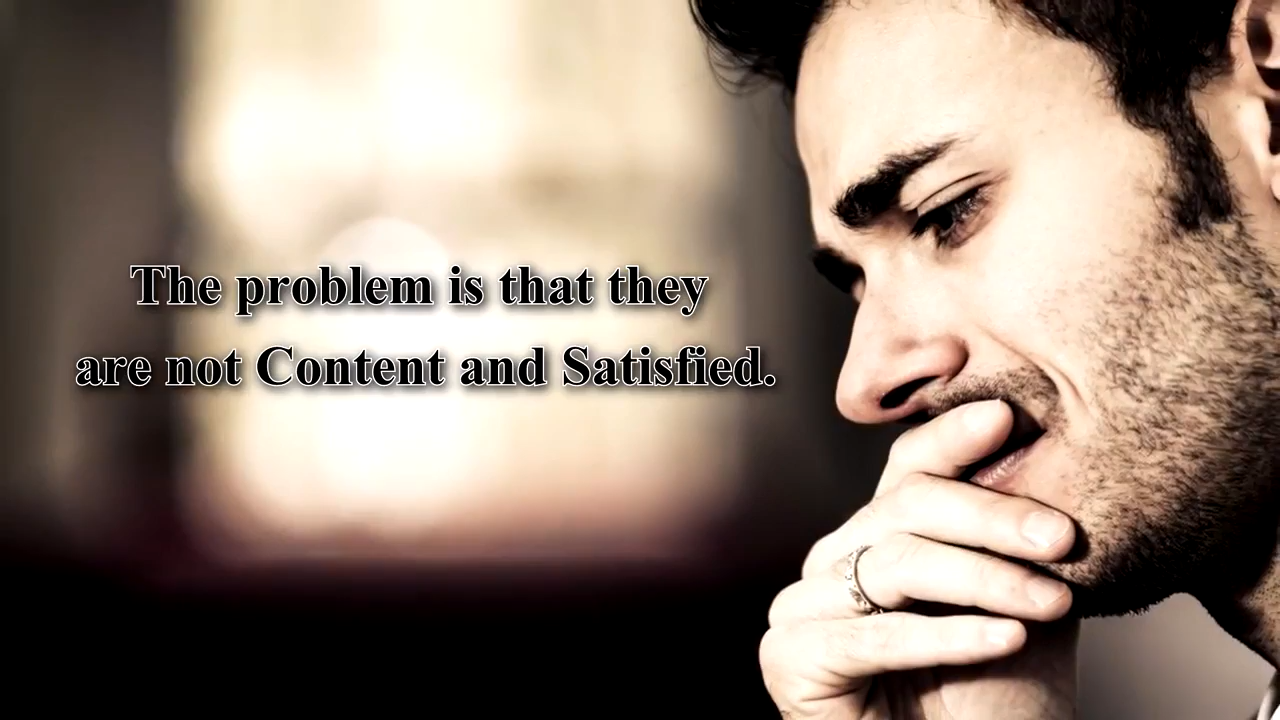 The problem is that they
are not Content and Satisfied.